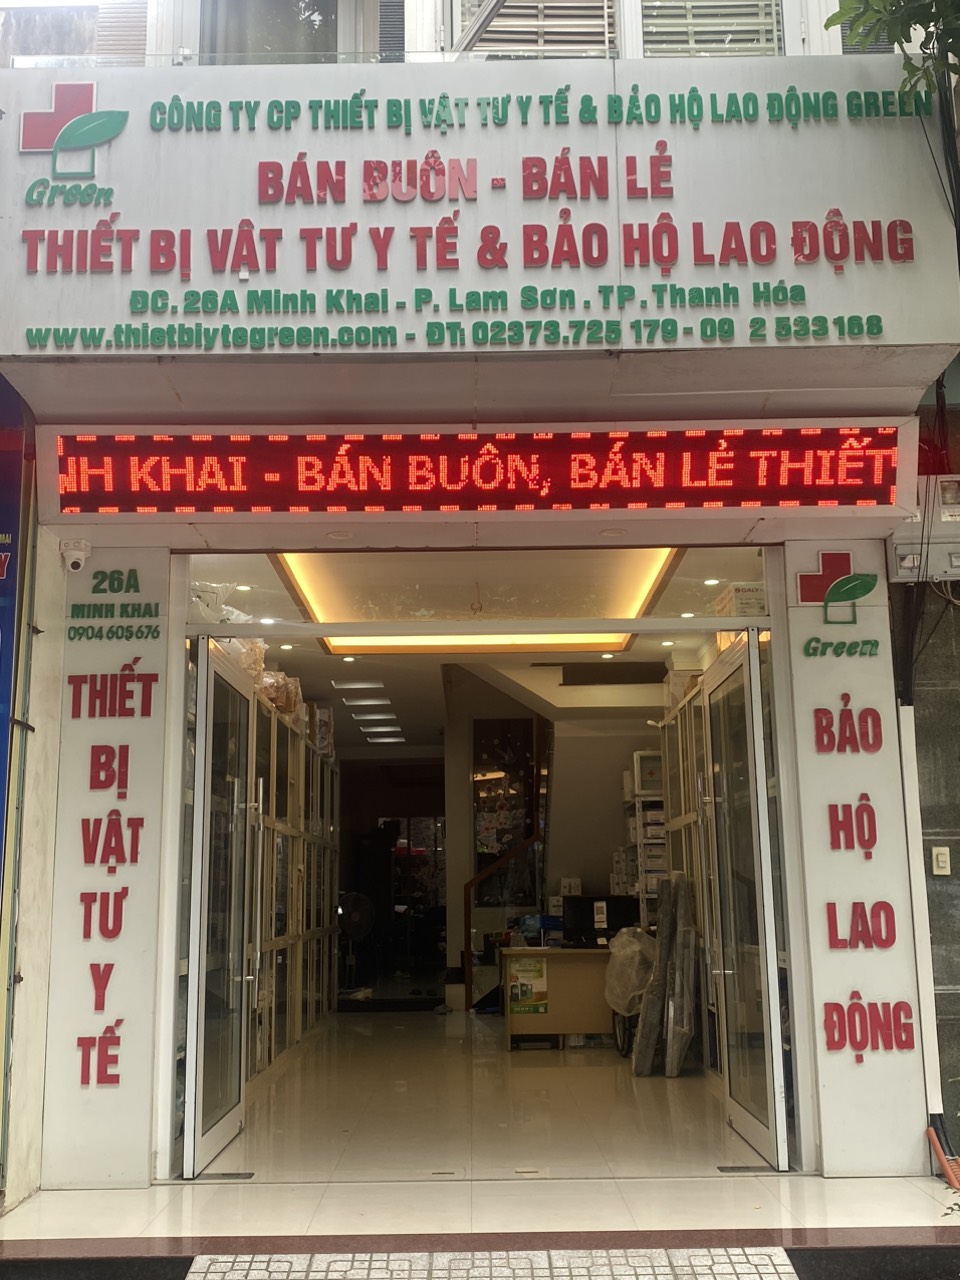 CÔNG TY CP THIẾT BỊ VẬT TƯ Y TẾ & BẢO HỘ LAO ĐỘNG GREEN
Green
BÁN BUÔN - BÁN LẺ
THIẾT BỊ VẬT TƯ Y TẾ & BẢO HỘ LAO ĐỘNG
ĐC. 26A Minh Khai - P. Lam Sơn . TP. Thanh Hóa
www.thietbiytegreen.com - ĐT: 02373.725 179 - 09 2 533 168
NH KHAI - BÁN BUÔN, BÁN LẺ THIẾT
26A
MINH KHAI
0904 605 676
THIẾT
BỊ
VẬT
TƯ
Y
TẾ
Green
BẢO
HỘ
LAO
ĐỘNG